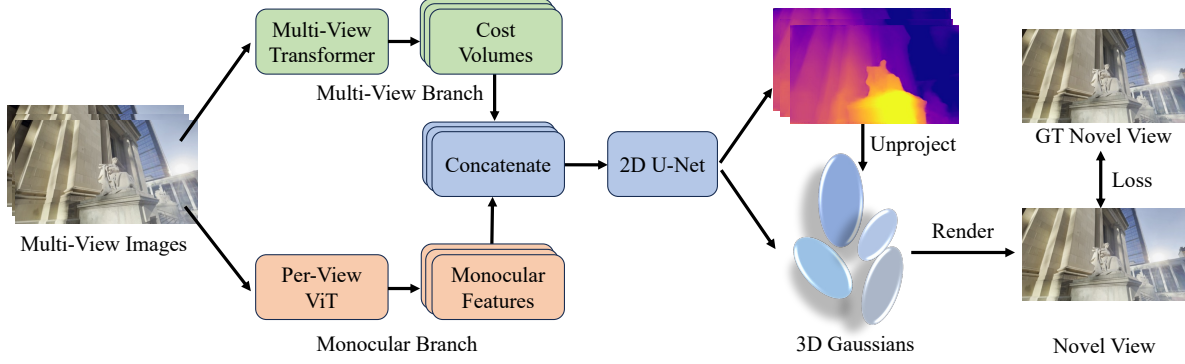 Multi-View
Transformer
Cost
Volumes
Multi-View Branch
Multi-View Images
Concatenate
2D U-Net
Per-View
ViT
Monocular
Features
Monocular Branch
Unproject
3D Gaussians
Render
GT Novel View
Loss
Novel View